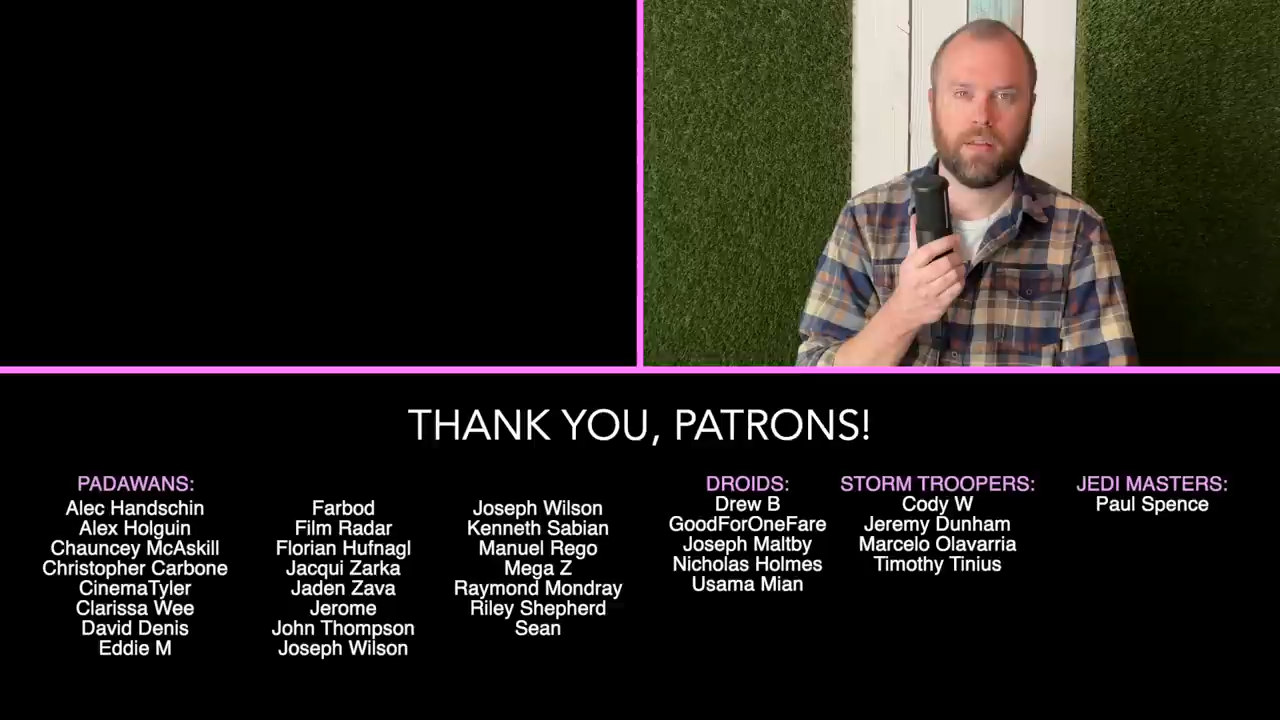 THANK YOU, PATRONS!
PADAWANS:
Alec Handschin
Alex Holguin
Chauncey McAskill
Christopher Carbone
CinemaTyler
Clarissa Wee
David Denis
Eddie M
Farbod
Film Radar
Florian Hufnagl
Jacqui Zarka
Jaden Zava
Jerome
John Thompson
Joseph Wilson
Joseph Wilson
Kenneth Sabian
Manuel Rego
Mega Z
Raymond Mondray
Riley Shepherd
Sean
DROIDS:
Drew B
GoodForOneFare
Joseph Maltby
Nicholas Holmes
Usama Mian
STORM TROOPERS:
Cody W
Jeremy Dunham
Marcelo Olavarria
Timothy Tinius
JEDI MASTERS:
Paul Spence